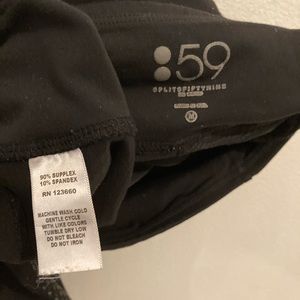 :59
SPLITS59FIFTYNINE
M
90% SUPPLEX
10% SPANDEX
RN 123660
MACHINE WASH COLD
GENTLE CYCLE
WITH LIKE COLORS
TUMBLE DRY LOW
DO NOT BLEACH
DO NOT IRON